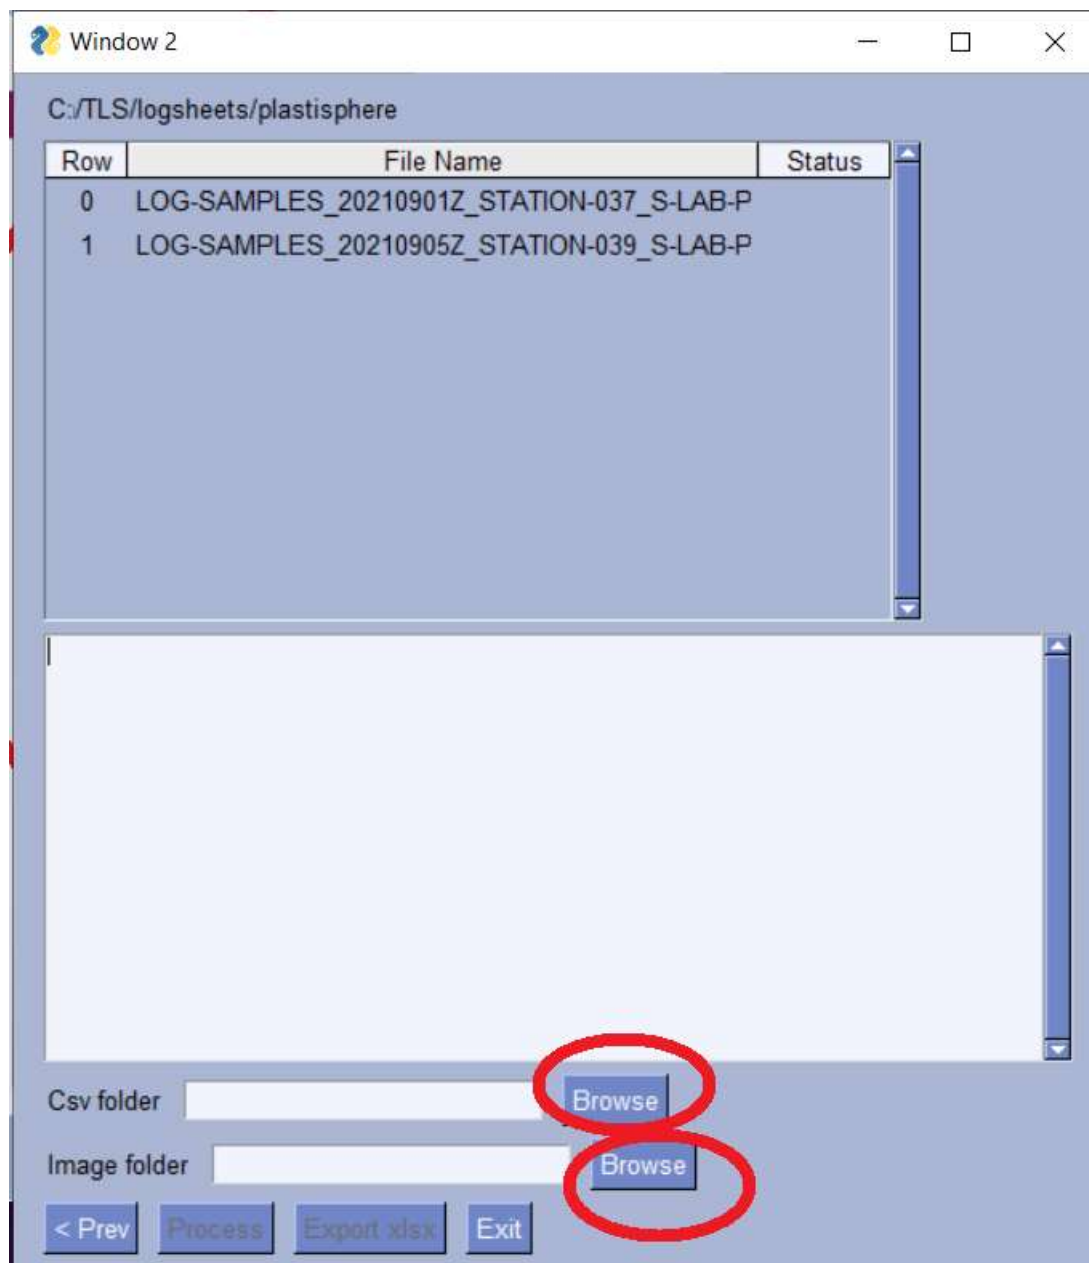 Window 2
C:/TLS/logsheets/plastisphere
Row File Name Status
0 LOG-SAMPLES_20210901Z_STATION-037_S-LAB-P
1 LOG-SAMPLES_20210905Z_STATION-039_S-LAB-P
Csv folder Browse
Image folder Browse
< Prev Process Export xlsx Exit